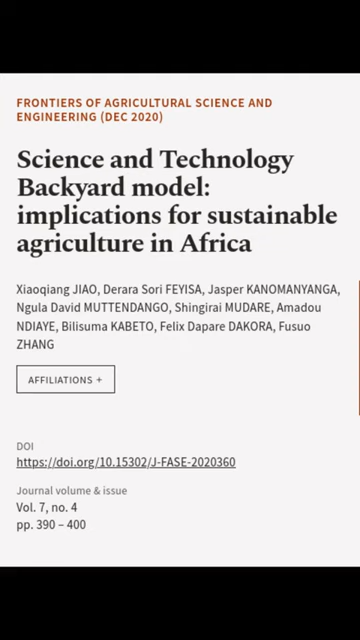 FRONTIERS OF AGRICULTURAL SCIENCE AND
ENGINEERING (DEC 2020)
Science and Technology
Backyard model:
implications for sustainable
agriculture in Africa
Xiaoqiang JIAO, Derara Sori FEYISA, Jasper KANOMANYANGA,
Ngula David MUTTENDANGO, Shingirai MUDARE, Amadou
NDIAYE, Bilisuma KABETO, Felix Dapare DAKORA, Fusuo
ZHANG
AFFILIATIONS +
DOI
https://doi.org/10.15302/J-FASE-2020360
Journal volume & issue
Vol. 7, no. 4
pp. 390 – 400